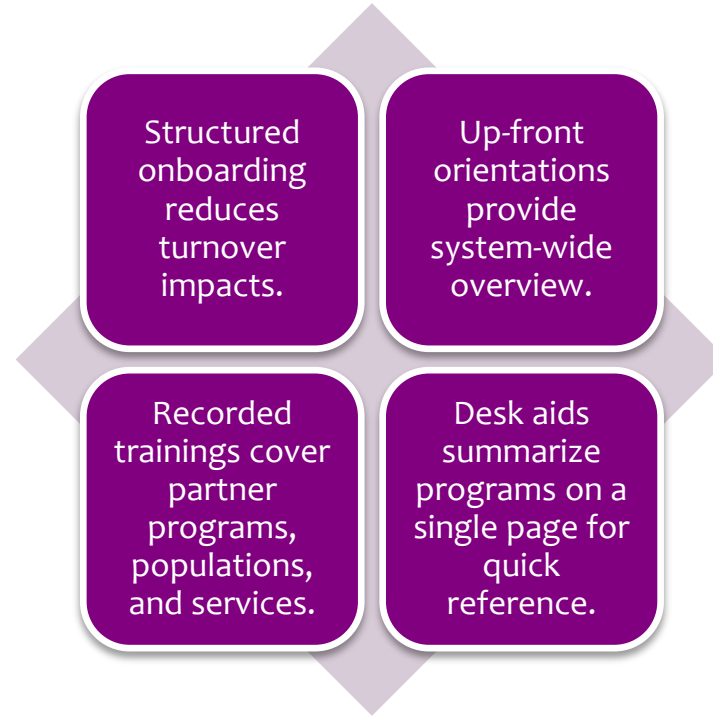 Structured
onboarding
reduces
turnover
impacts.
Up-front
orientations
provide
system-wide
overview.
Recorded
trainings cover
partner
programs,
populations,
and services.
Desk aids
summarize
programs on a
single page for
quick
reference.